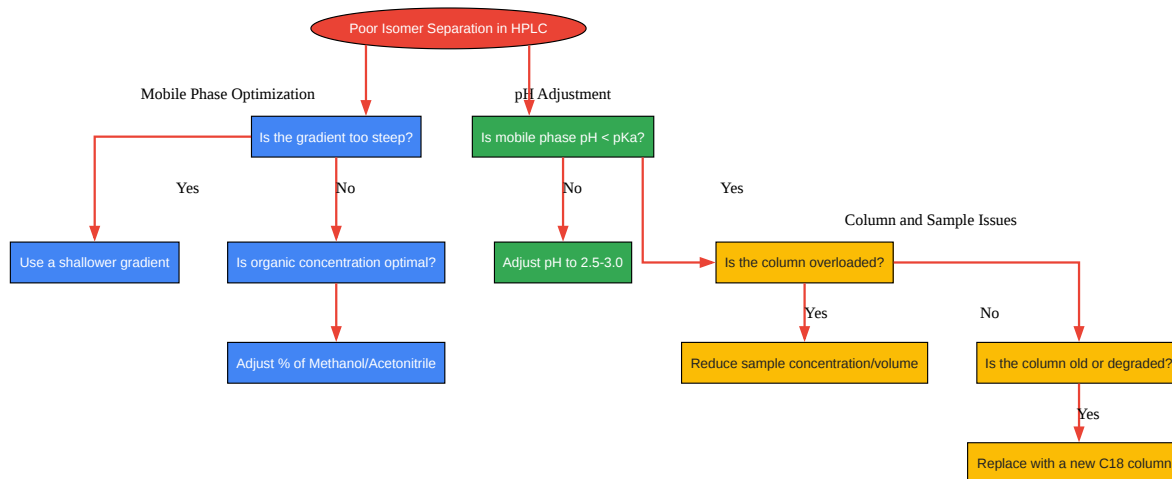 Poor Isomer Separation in HPLC
Mobile Phase Optimization
pH Adjustment
Is the gradient too steep?
Is mobile phase pH < pKa?
Yes
No
No
Yes
Column and Sample Issues
Use a shallower gradient
Is organic concentration optimal?
Adjust pH to 2.5-3.0
Is the column overloaded?
Yes
No
Adjust % of Methanol/Acetonitrile
Reduce sample concentration/volume
Is the column old or degraded?
Yes
Replace with a new C18 column